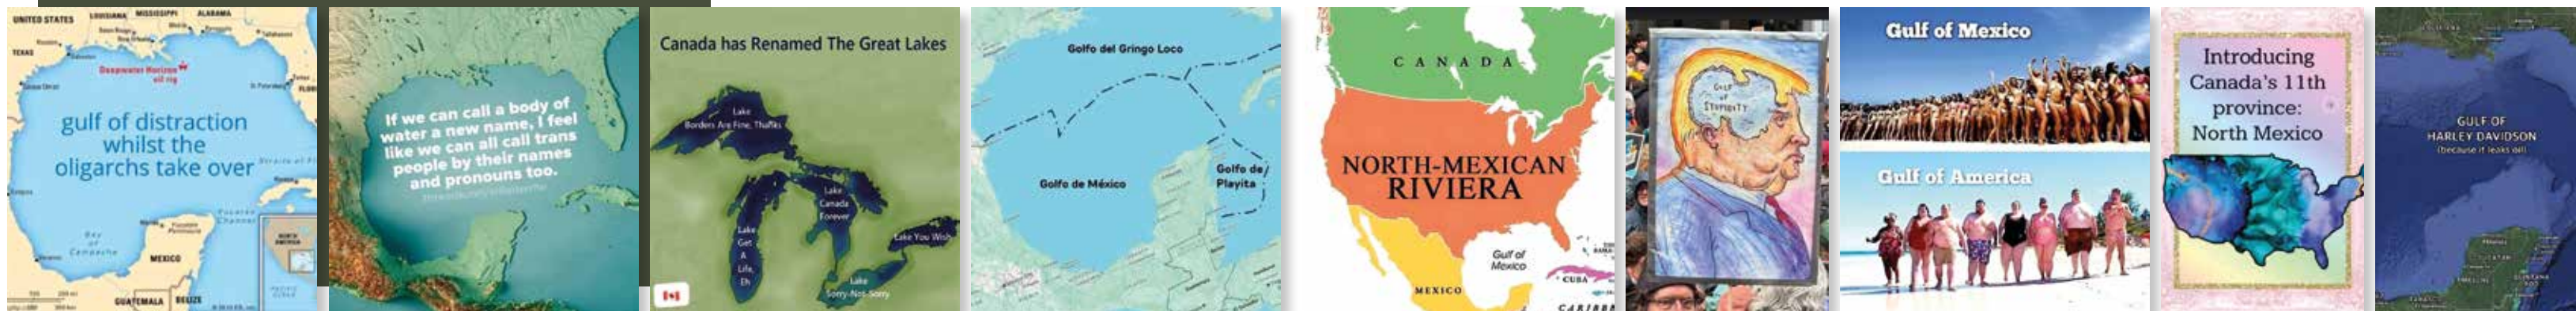 UNITED STATES
LOUISIANA
MISSISSIPPI
ALABAMA
TEXAS
Deepwater Horizon
oil rig
gulf of distraction
whilst the
oligarchs take over
Bay
of
Campeche
MEXICO
GUATEMALA
BELIZE
If we can call a body of
water a new name, I feel
like we can all call trans
people by their names
and pronouns too.
Canada has Renamed The Great Lakes
Lake
Borders Are Fine, Thanks
Lake
Canada
Forever
Lake
Get
A
Life,
Eh
Lake You Wish
Lake
Sorry-Not-Sorry
Golfo del Gringo Loco
Golfo de México
Golfo de
Playita
CANADA
NORTH-MEXICAN
RIVIERA
Gulf of
Mexico
MEXICO
CUBA
GULF
OF
STUPIDITY
Gulf of Mexico
Gulf of America
Introducing
Canada's 11th
province:
North Mexico
GULF OF
HARLEY DAVIDSON
(because it leaks oil)